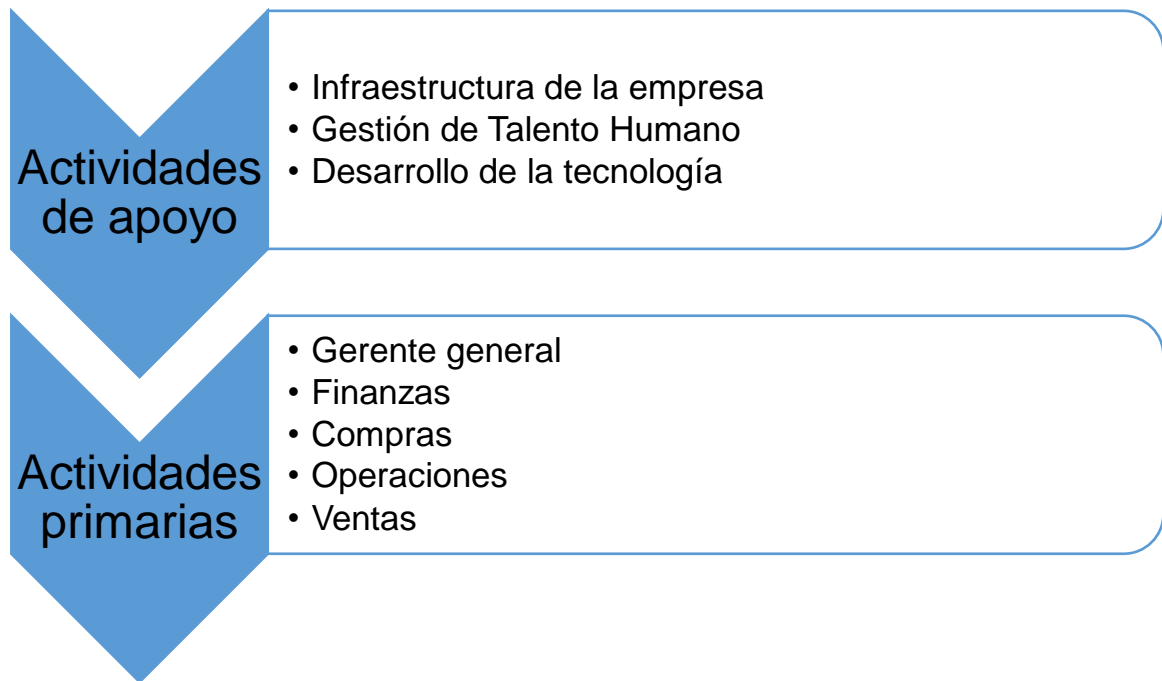 Actividades
de apoyo
• Infraestructura de la empresa
• Gestión de Talento Humano
• Desarrollo de la tecnología
Actividades
primarias
• Gerente general
• Finanzas
• Compras
• Operaciones
• Ventas